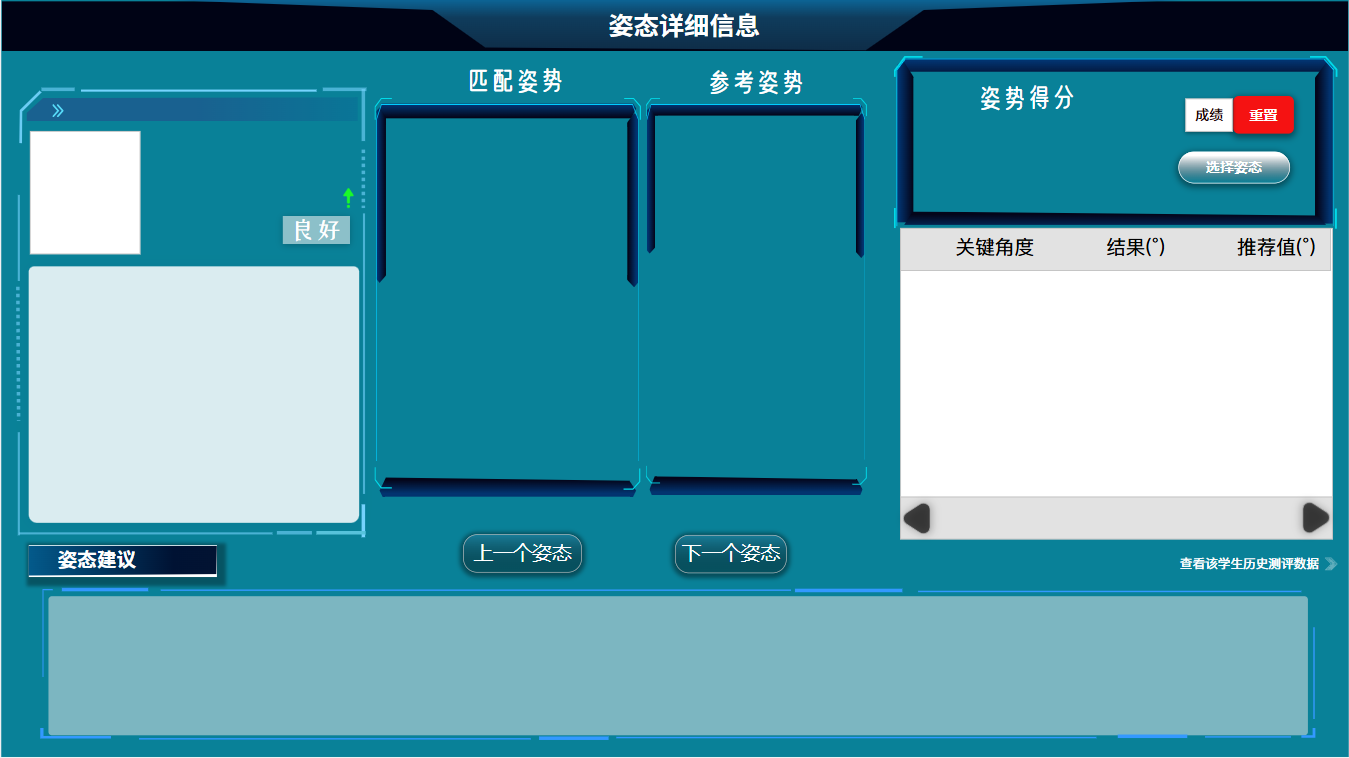 姿态详细信息
匹配姿势
参考姿势
姿势得分
成绩
重置
选择姿态
良好
关键角度 结果(°) 推荐值(°)
姿态建议
上一个姿态
下一个姿态
查看该学生历史测评数据